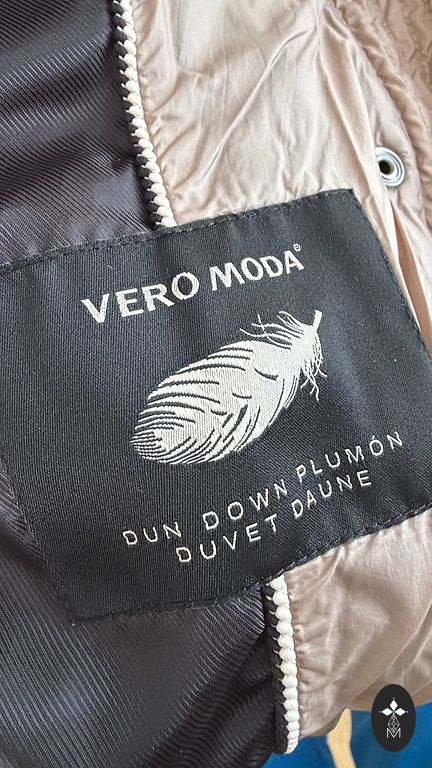 VERO MODA®
DUN DOWN PLUMÓN
DUVET DAUNE
M